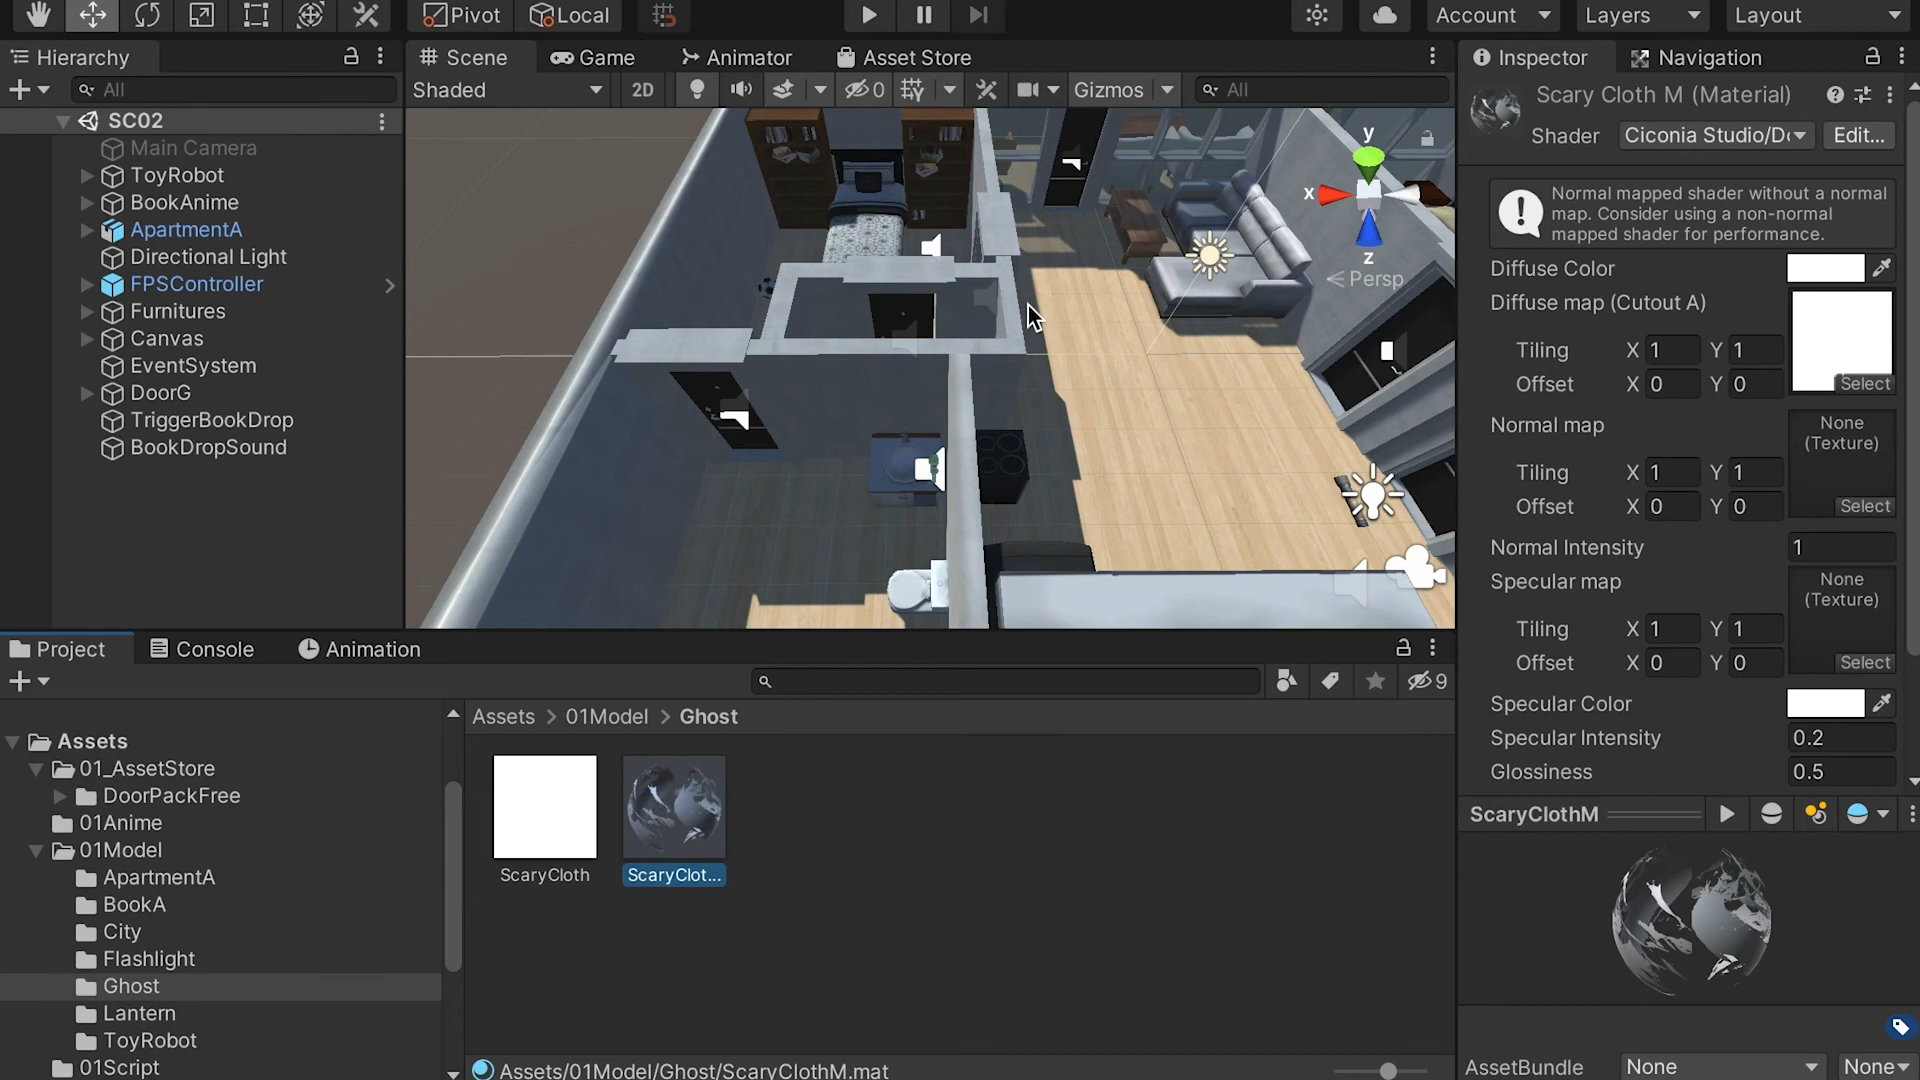 Pivot Local Account Layers Layout
Hierarchy Scene Game Animator Asset Store Inspector Navigation
All Shaded 2D 0 Gizmos All
SC02
Main Camera
ToyRobot
BookAnime
ApartmentA
Directional Light
FPSController
Furnitures
Canvas
EventSystem
DoorG
TriggerBookDrop
BookDropSound
y
x
z
< Persp
Scary Cloth M (Material)
Shader Ciconia Studio/D Edit...
Normal mapped shader without a normal
map. Consider using a non-normal
mapped shader for performance.
Diffuse Color
Diffuse map (Cutout A)
Tiling X 1 Y 1
Offset X 0 Y 0 Select
Normal map None
(Texture)
Tiling X 1 Y 1
Offset X 0 Y 0 Select
Normal Intensity 1
Specular map None
(Texture)
Tiling X 1 Y 1
Offset X 0 Y 0 Select
Specular Color
Specular Intensity 0.2
Glossiness 0.5
Project Console Animation
9
Assets
01_AssetStore
DoorPackFree
01Anime
01Model
ApartmentA
BookA
City
Flashlight
Ghost
Lantern
ToyRobot
01Script
Assets > 01Model > Ghost
ScaryCloth ScaryClot...
Assets/01Model/Ghost/ScaryClothM.mat
ScaryClothM
AssetBundle None None